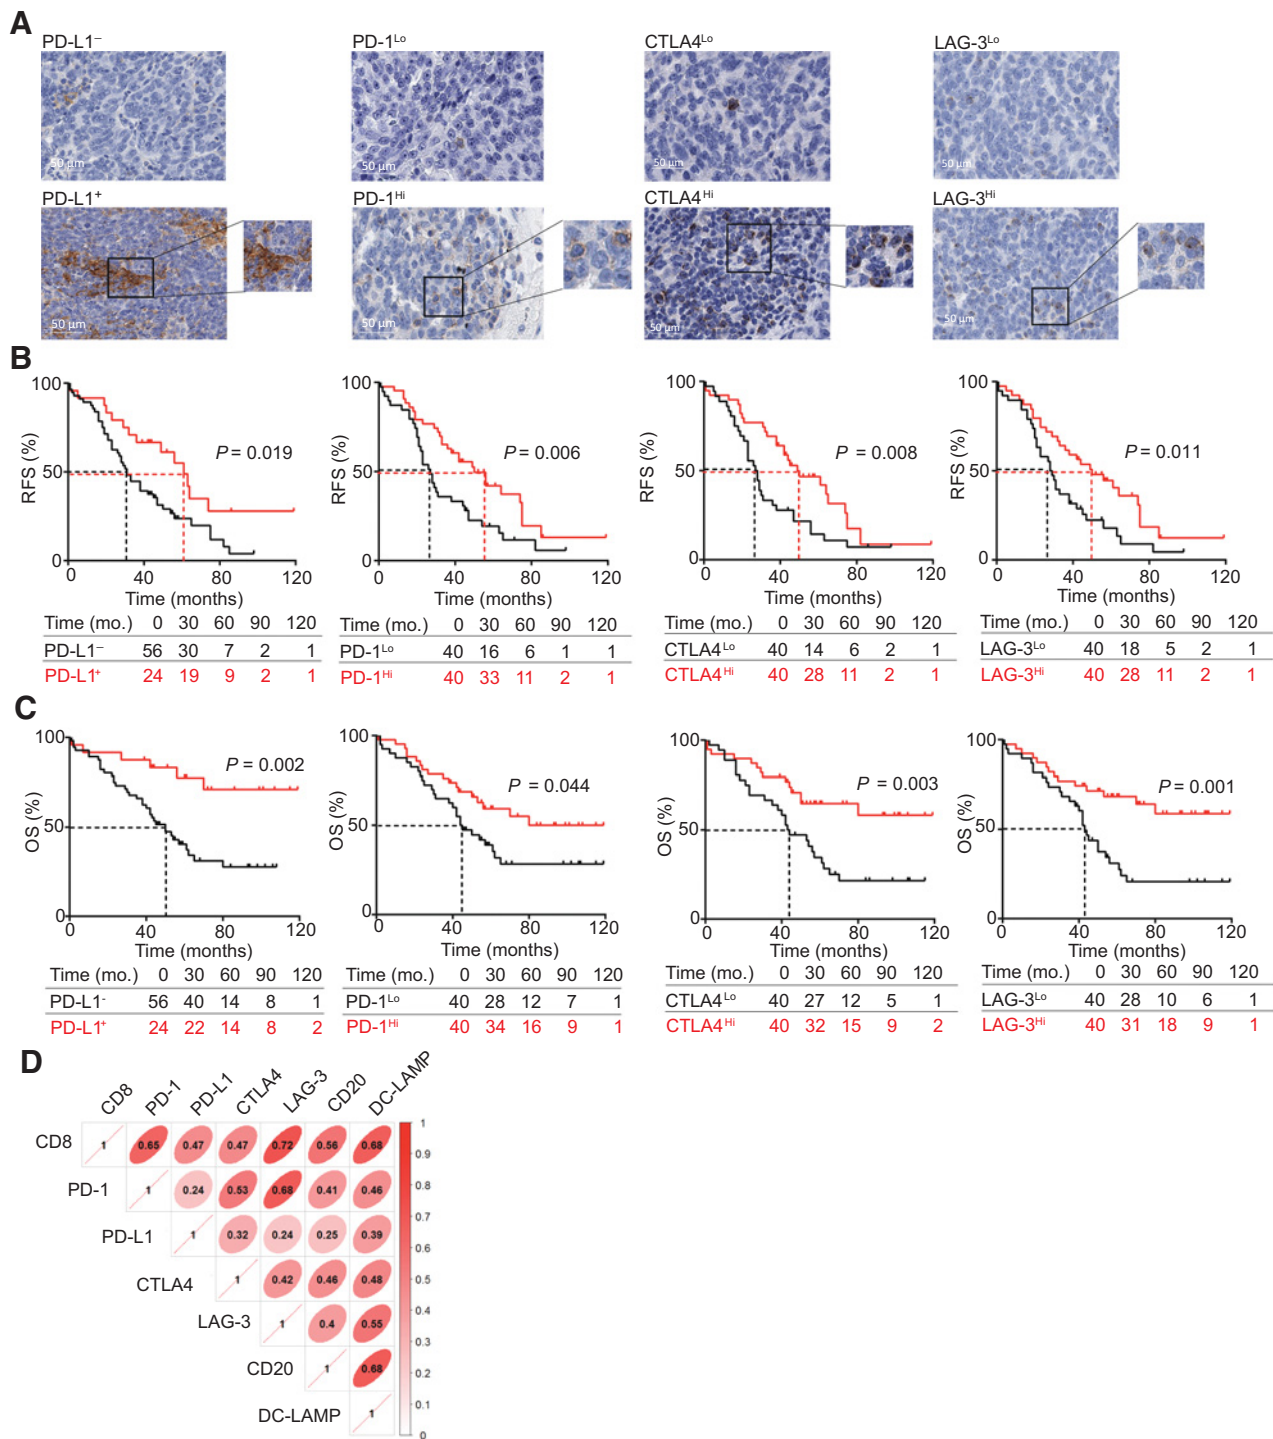 A
PD-L1– PD-1Lo CTLA4Lo LAG-3Lo
50 µm 50 µm 50 µm 50 µm
PD-L1+ PD-1Hi CTLA4Hi LAG-3Hi
50 µm 50 µm 50 µm 50 µm
B
100 100 100 100
P = 0.019 P = 0.006 P = 0.008 P = 0.011
RFS (%) RFS (%) RFS (%) RFS (%)
50 50 50 50
0 0 0 0
0 40 80 120 0 40 80 120 0 40 80 120 0 40 80 120
Time (months) Time (months) Time (months) Time (months)
Time (mo.) 0 30 60 90 120 Time (mo.) 0 30 60 90 120 Time (mo.) 0 30 60 90 120 Time (mo.) 0 30 60 90 120
PD-L1– 56 30 7 2 1 PD-1Lo 40 16 6 1 1 CTLA4Lo 40 14 6 2 1 LAG-3Lo 40 18 5 2 1
PD-L1+ 24 19 9 2 1 PD-1Hi 40 33 11 2 1 CTLA4Hi 40 28 11 2 1 LAG-3Hi 40 28 11 2 1
C
100 100 100 100
P = 0.002 P = 0.044 P = 0.003 P = 0.001
OS (%) OS (%) OS (%) OS (%)
50 50 50 50
0 0 0 0
0 40 80 120 0 40 80 120 0 40 80 120 0 40 80 120
Time (months) Time (months) Time (months) Time (months)
Time (mo.) 0 30 60 90 120 Time (mo.) 0 30 60 90 120 Time (mo.) 0 30 60 90 120 Time (mo.) 0 30 60 90 120
PD-L1- 56 40 14 8 1 PD-1Lo 40 28 12 7 1 CTLA4Lo 40 27 12 5 1 LAG-3Lo 40 28 10 6 1
PD-L1+ 24 22 14 8 2 PD-1Hi 40 34 16 9 1 CTLA4Hi 40 32 15 9 2 LAG-3Hi 40 31 18 9 1
D
CD8 PD-1 PD-L1 CTLA4 LAG-3 CD20 DC-LAMP
CD8 1 0.65 0.47 0.47 0.72 0.56 0.68
PD-1 1 0.24 0.53 0.68 0.41 0.46
PD-L1 1 0.32 0.24 0.25 0.39
CTLA4 1 0.42 0.46 0.48
LAG-3 1 0.4 0.55
CD20 1 0.68
DC-LAMP 1
1
0.9
0.8
0.7
0.6
0.5
0.4
0.3
0.2
0.1
0